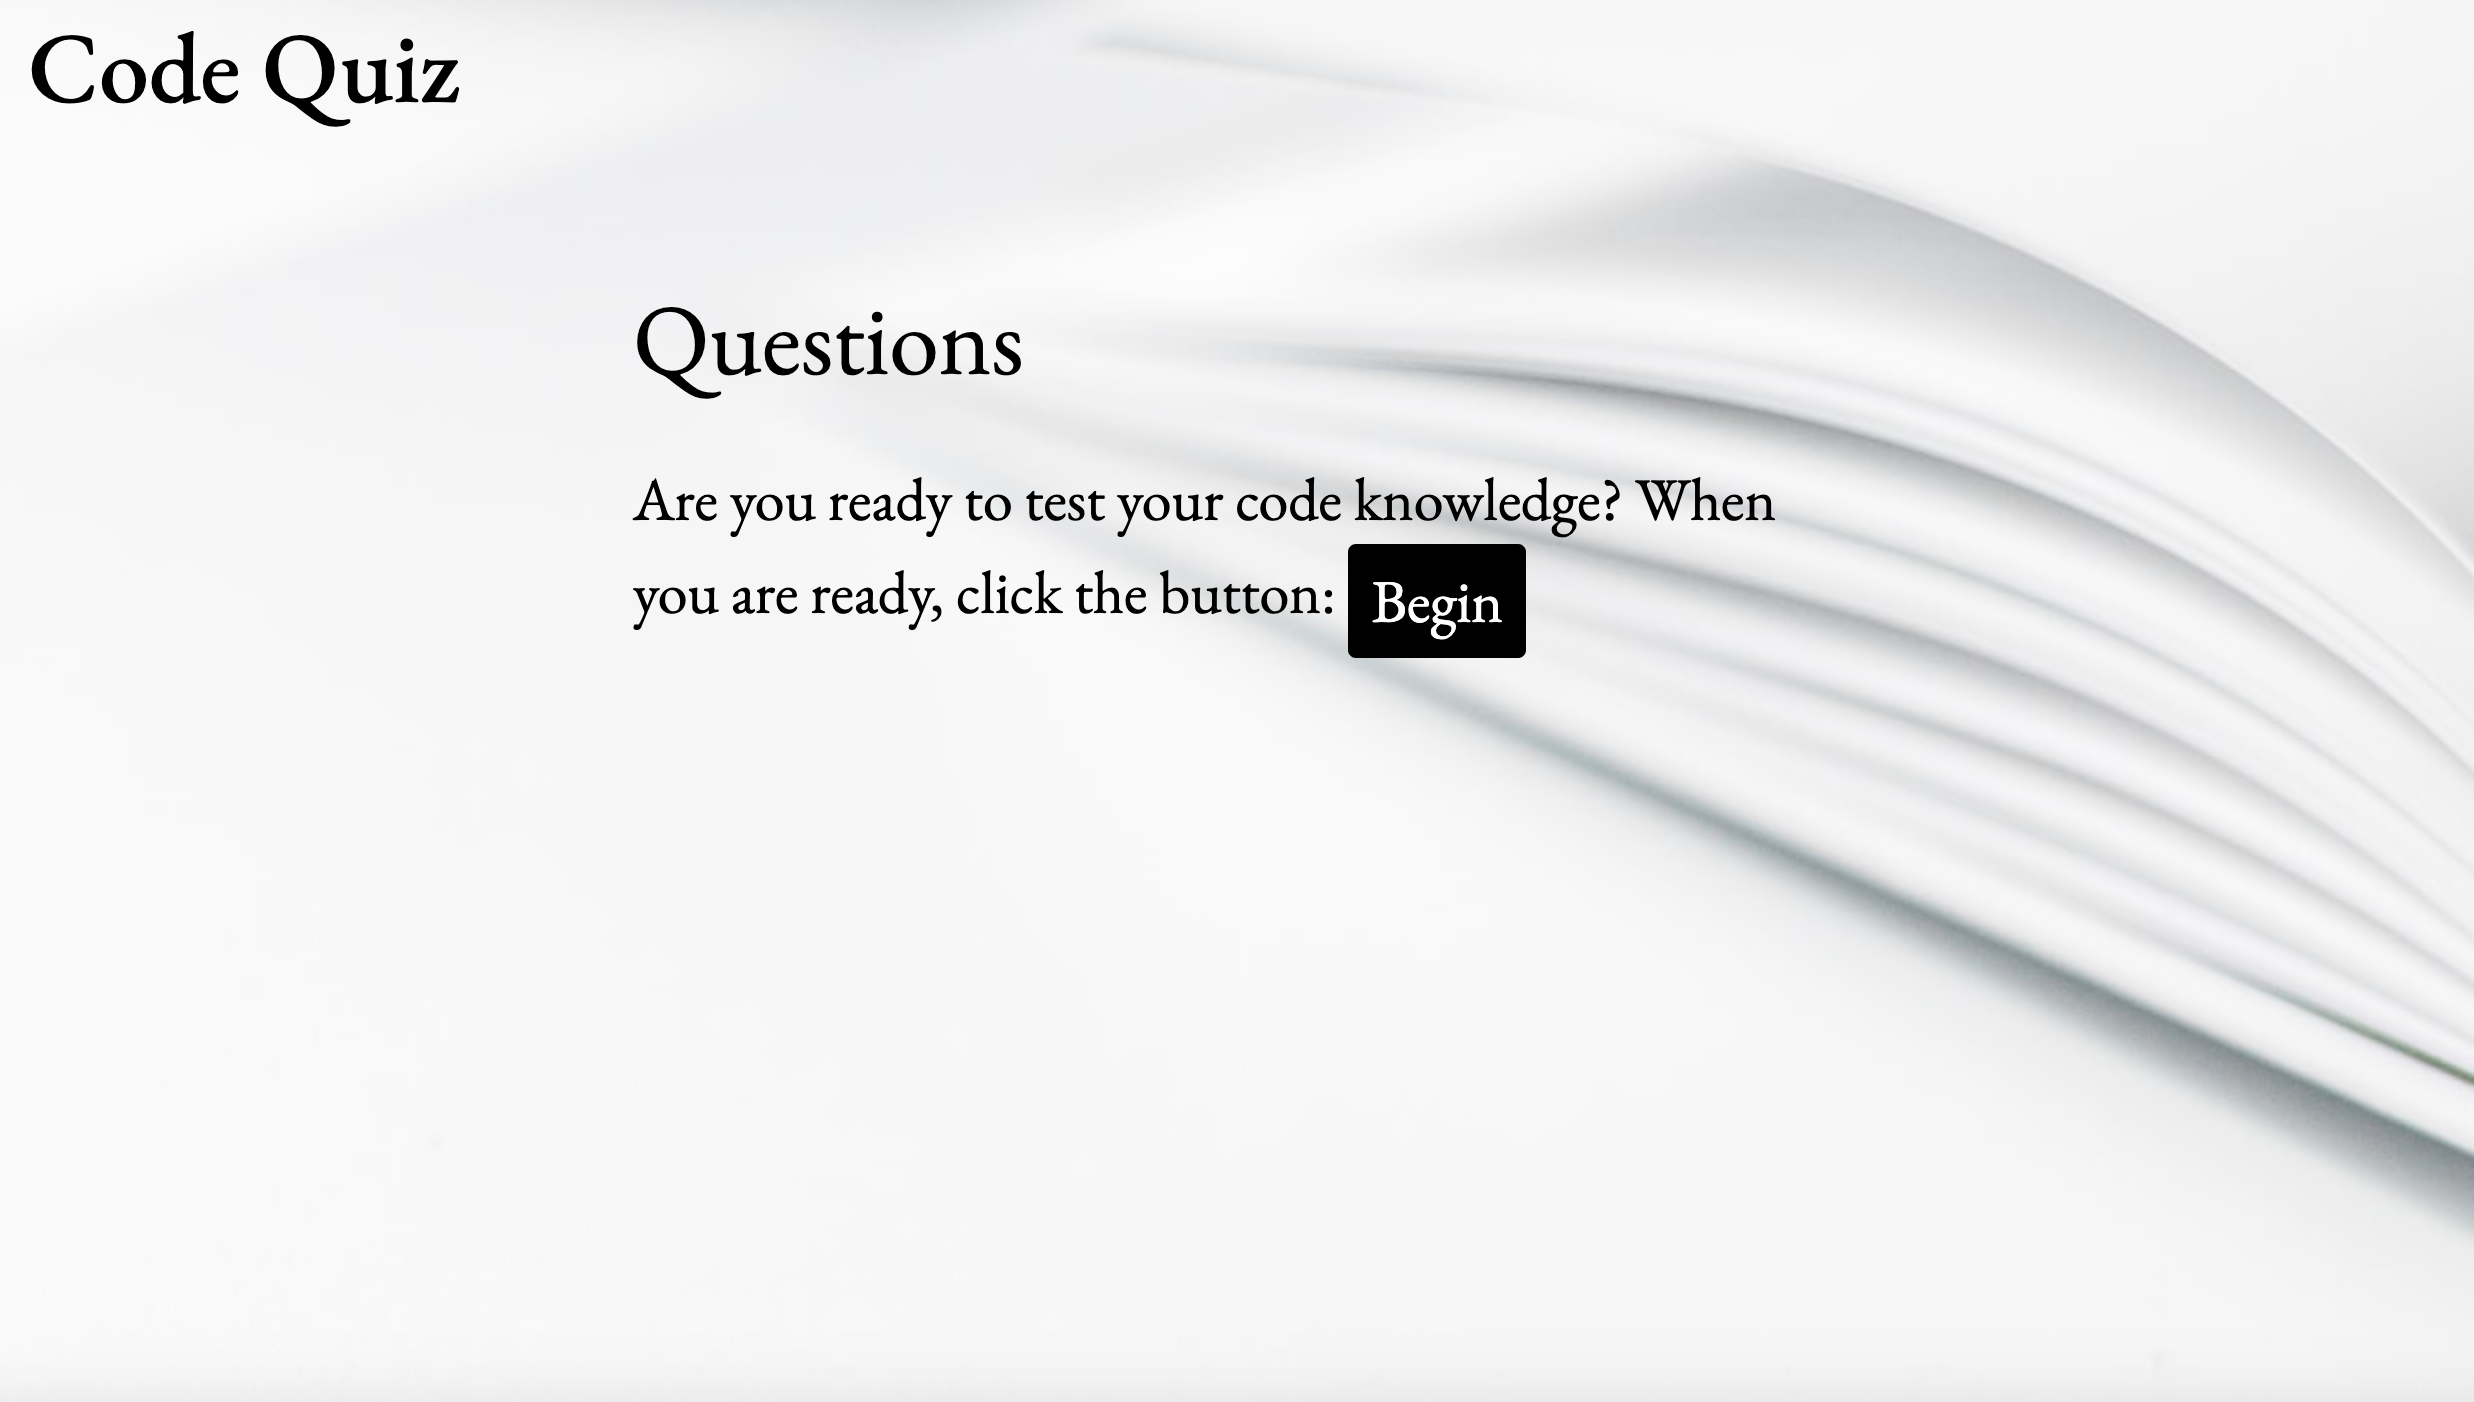 Code Quiz
Questions
Are you ready to test your code knowledge? When
you are ready, click the button: Begin